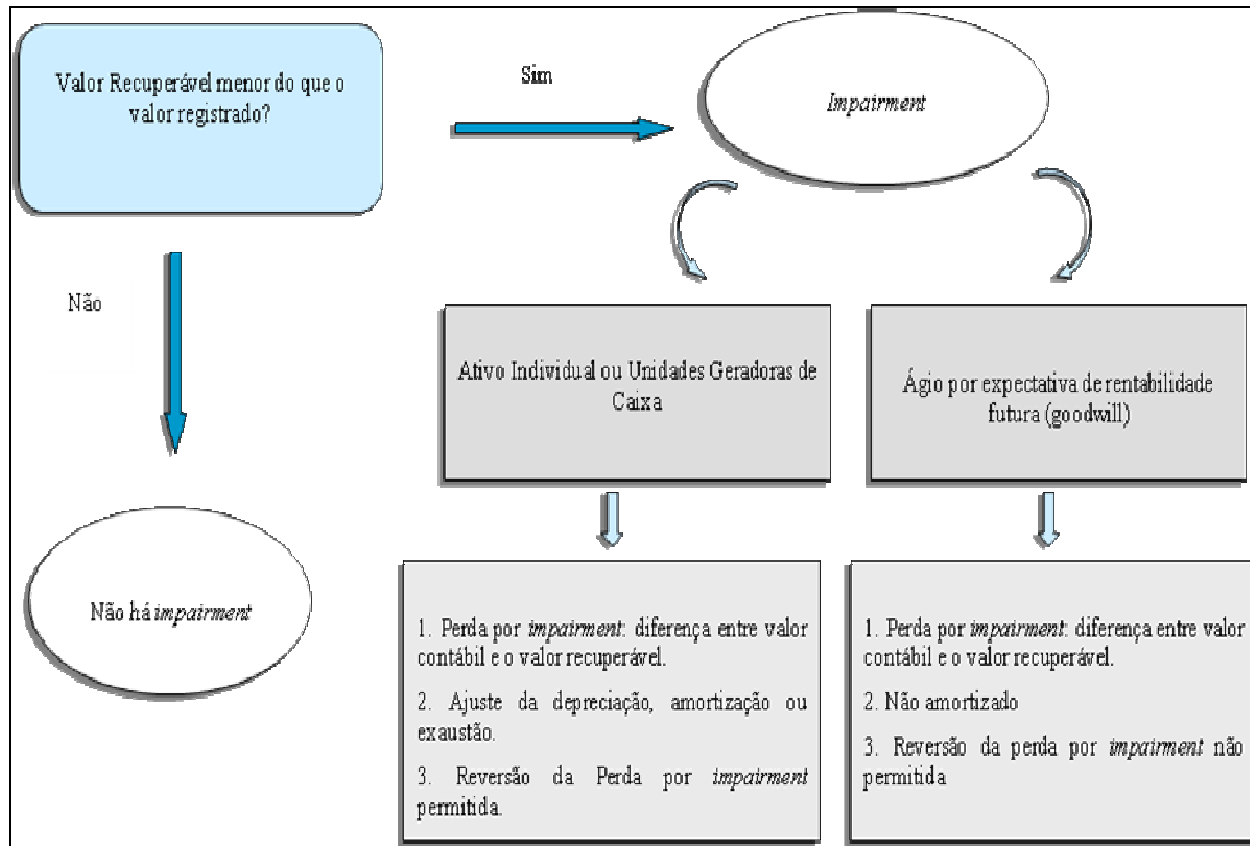 Valor Recuperável menor do que o
valor registrado?
Sim
Impairment
Não
Não há impairment
Ativo Individual ou Unidades Geradoras de
Caixa
Ágio por expectativa de rentabilidade
futura (goodwill)
1. Perda por impairment: diferença entre valor
contábil e o valor recuperável.
2. Ajuste da depreciação, amortização ou
exaustão.
3. Reversão da Perda por impairment
permitida.
1. Perda por impairment: diferença entre valor
contábil e o valor recuperável.
2. Não amortizado
3. Reversão da perda por impairment não
permitida